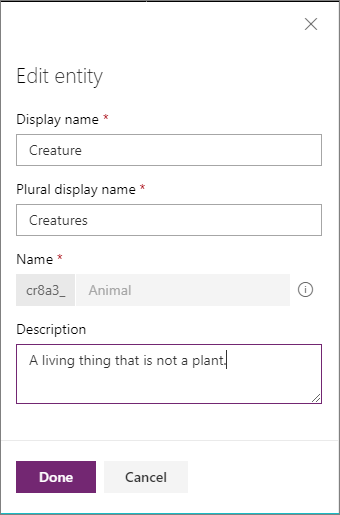 Edit entity
Display name *
Creature
Plural display name *
Creatures
Name *
cr8a3_ Animal
Description
A living thing that is not a plant.
Done Cancel